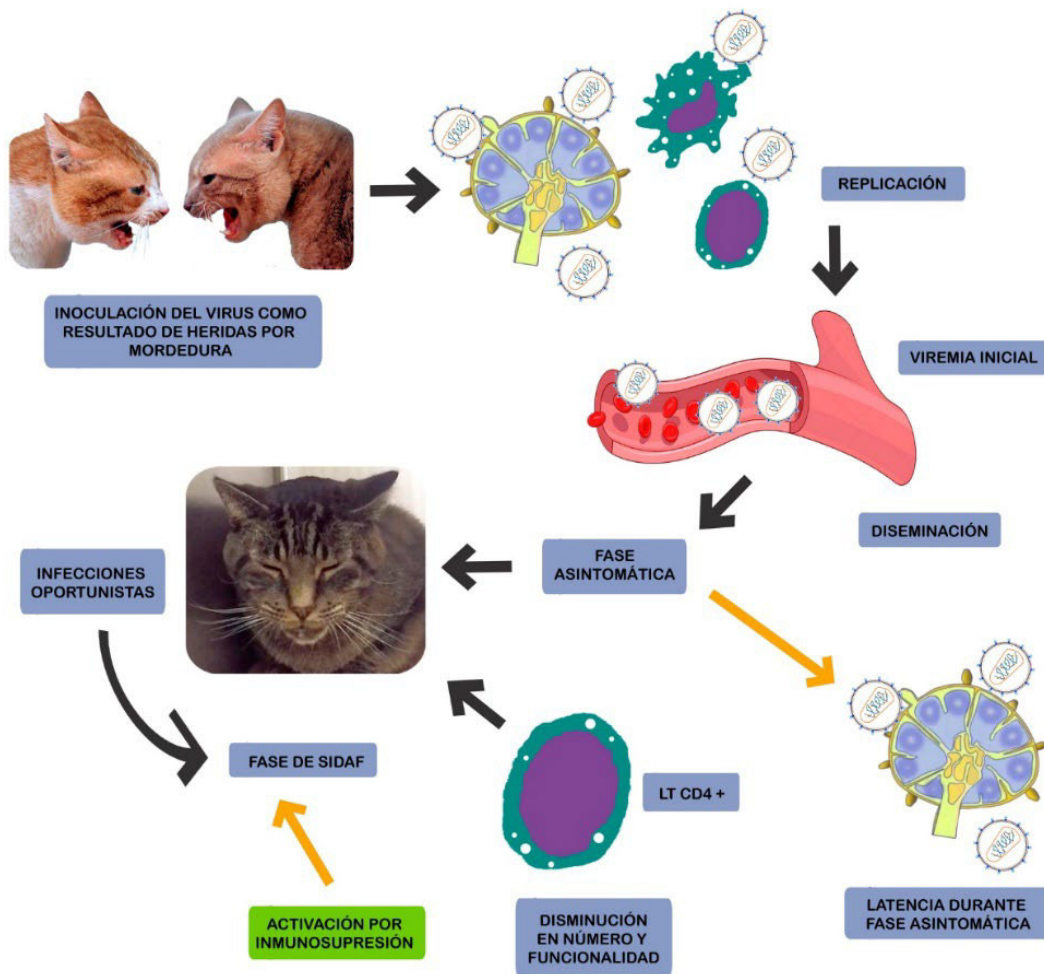 REPLICACIÓN
INOCULACIÓN DEL VIRUS COMO
RESULTADO DE HERIDAS POR
MORDEDURA
VIREMIA INICIAL
DISEMINACIÓN
FASE
ASINTOMÁTICA
INFECCIONES
OPORTUNISTAS
FASE DE SIDAF
LT CD4 +
ACTIVACIÓN POR
INMUNOSUPRESIÓN
DISMINUCIÓN
EN NÚMERO Y
FUNCIONALIDAD
LATENCIA DURANTE
FASE ASINTOMÁTICA